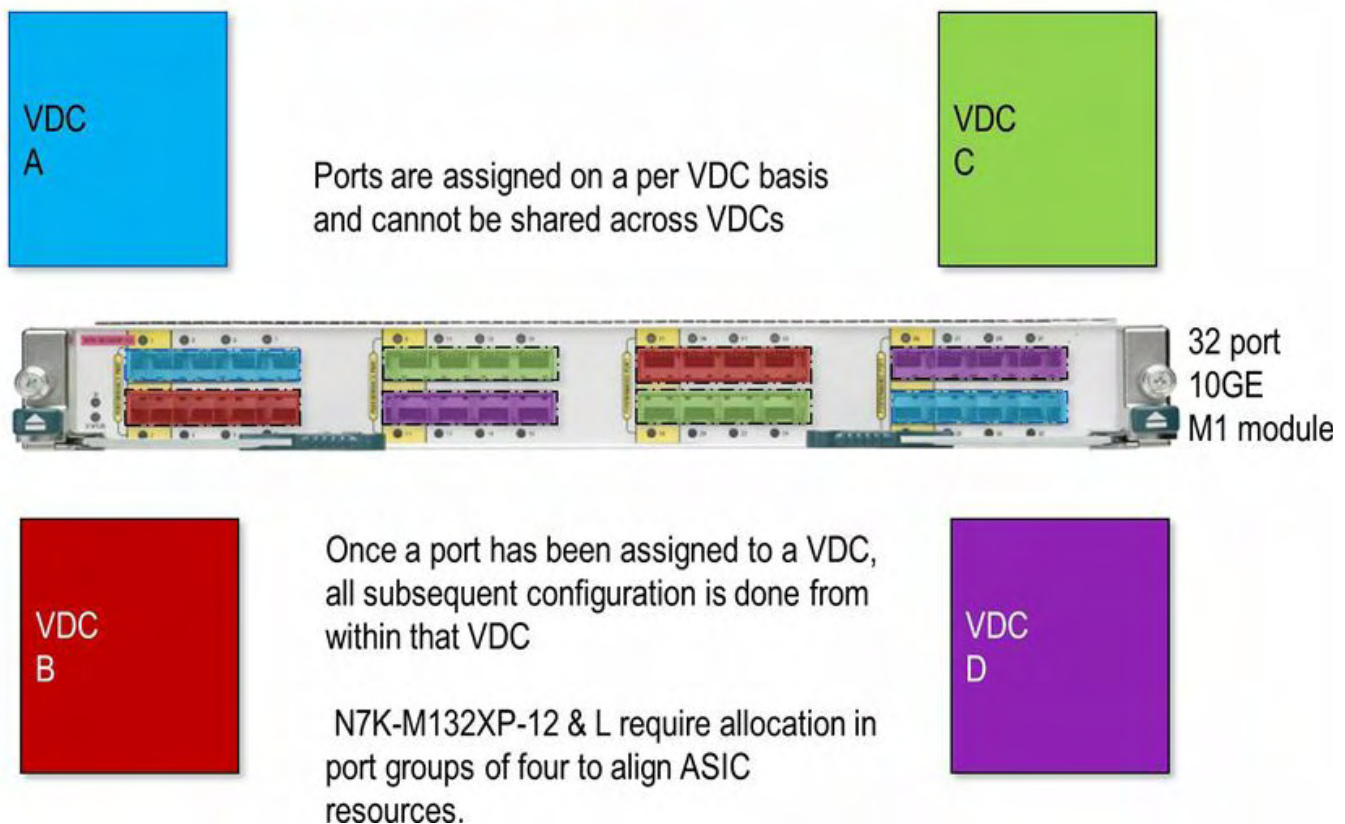 VDC
A
VDC
C
Ports are assigned on a per VDC basis
and cannot be shared across VDCs
32 port
10GE
M1 module
VDC
B
Once a port has been assigned to a VDC,
all subsequent configuration is done from
within that VDC
N7K-M132XP-12 & L require allocation in
port groups of four to align ASIC
resources.
VDC
D